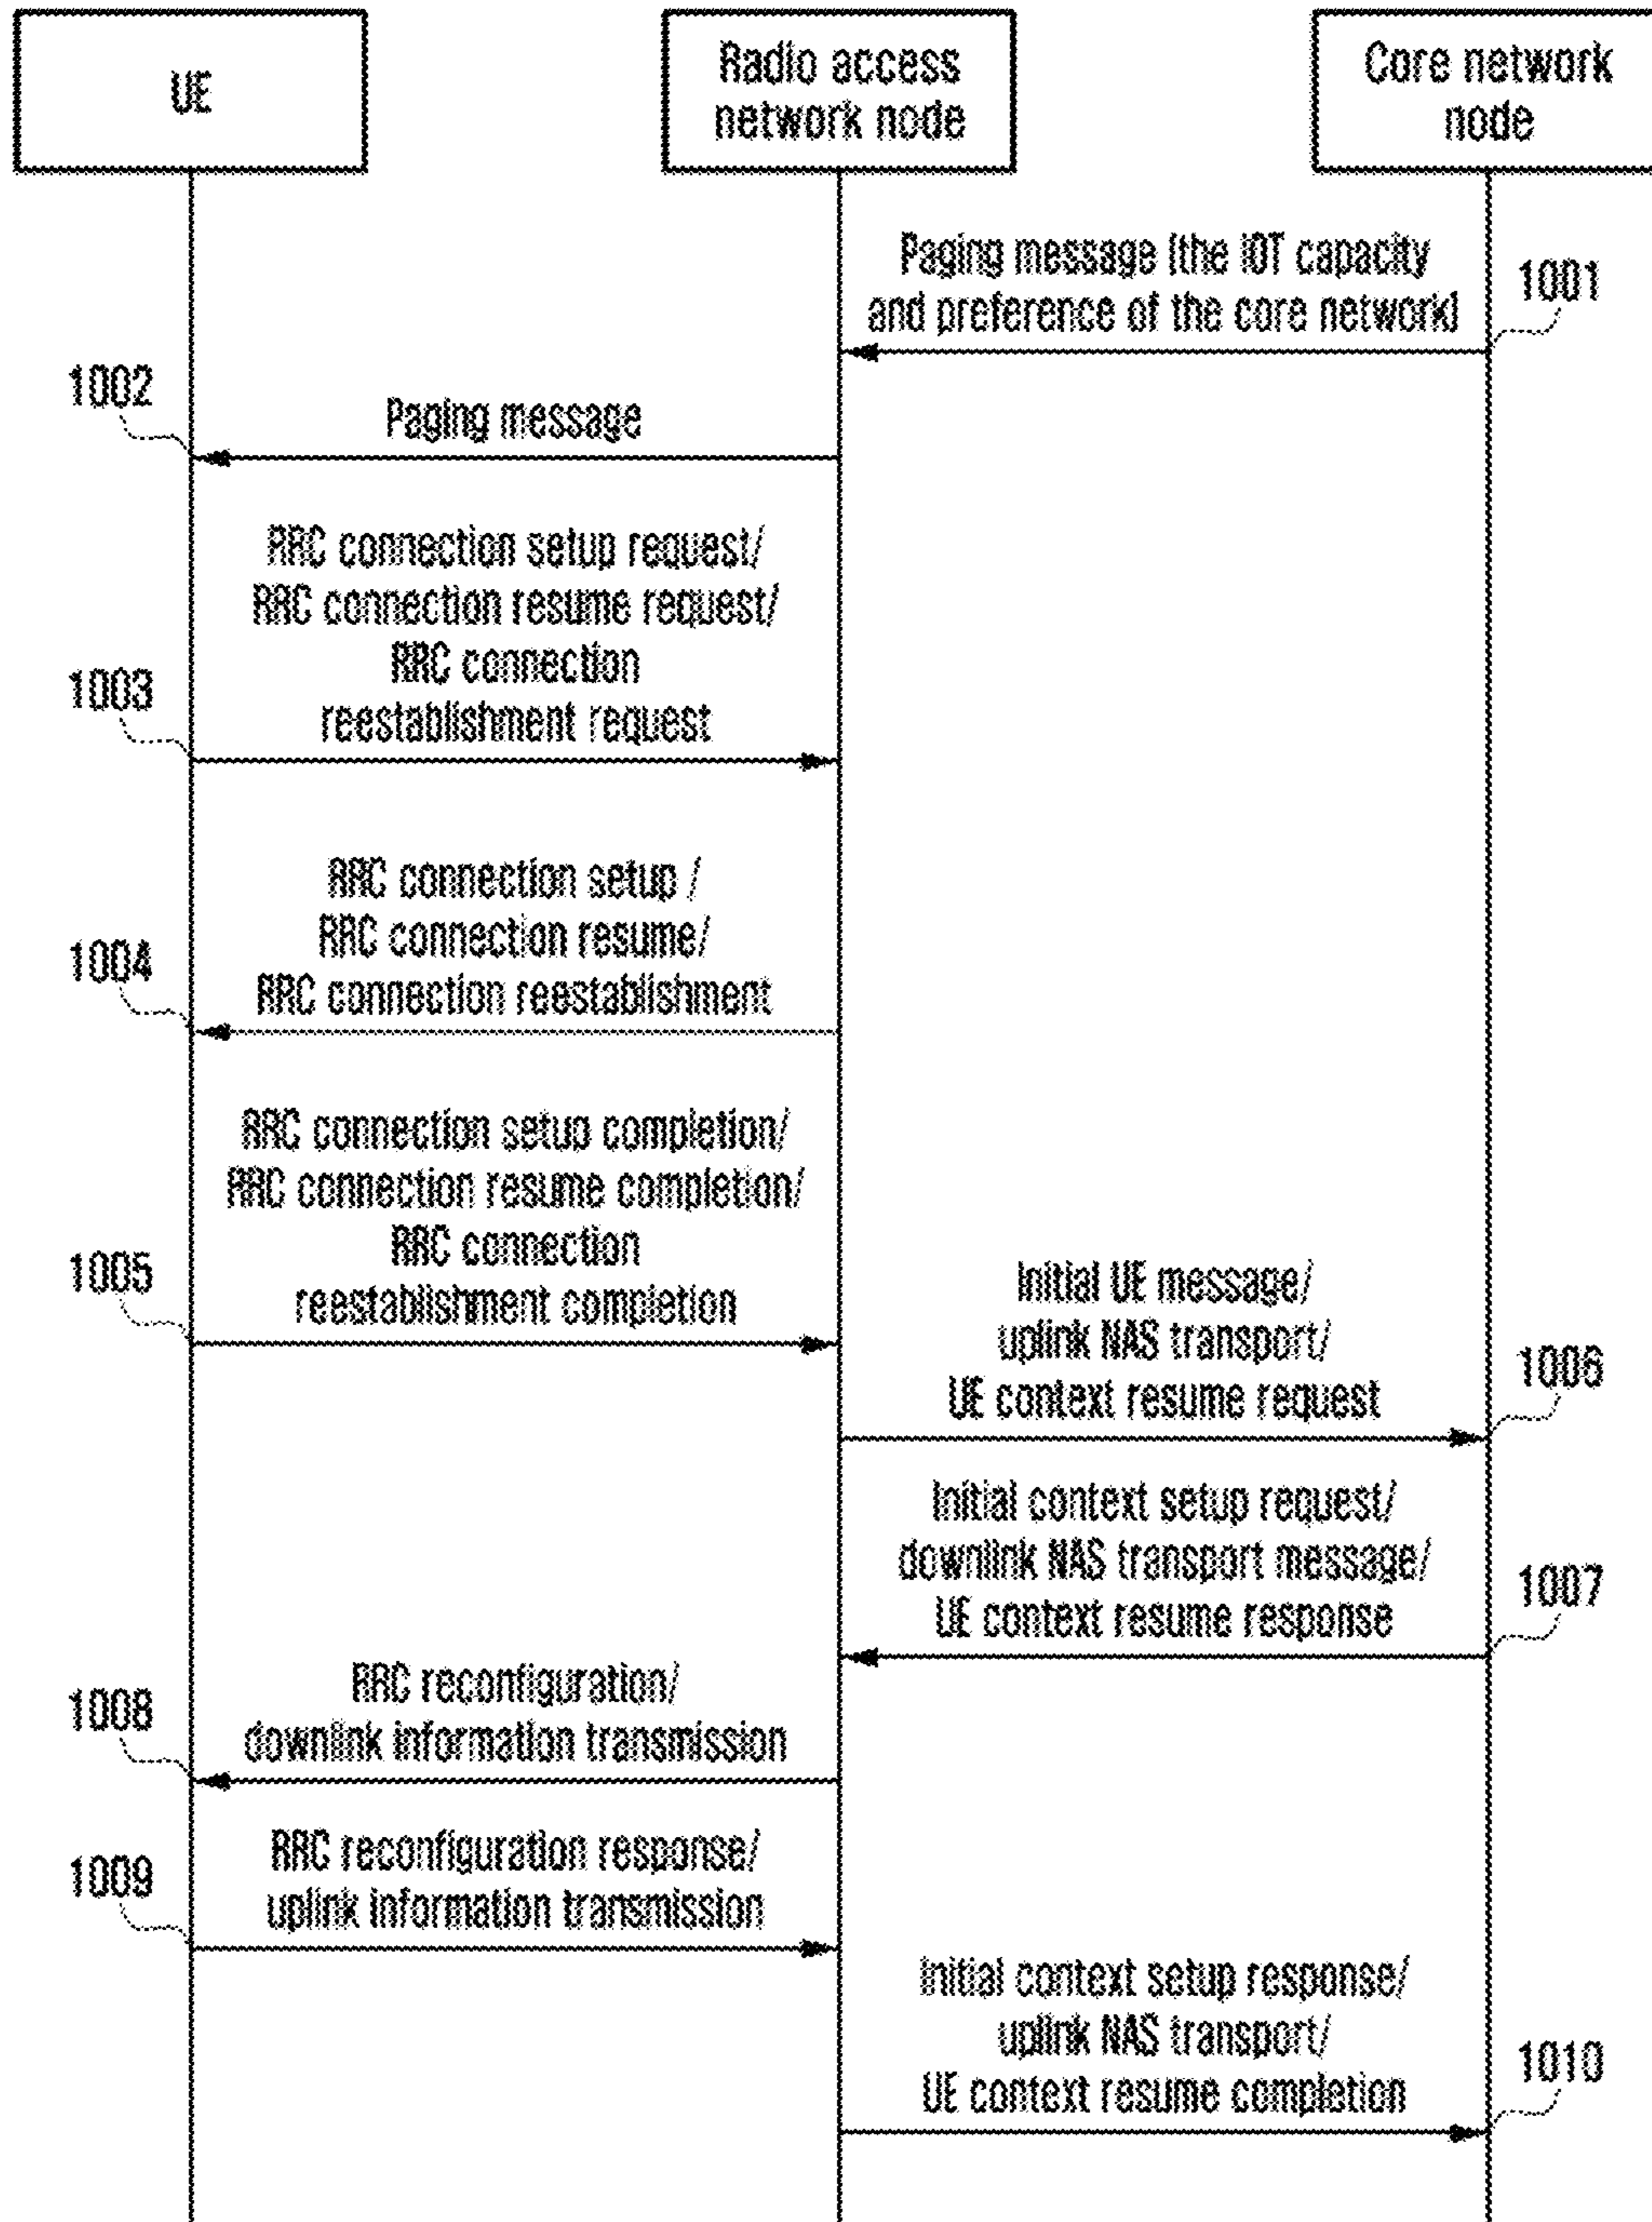 UE
Radio access
network node
Core network
node
Paging message (the IOT capacity
and preference of the core network)
1001
1002
Paging message
RRC connection setup request/
RRC connection resume request/
RRC connection
reestablishment request
1003
RRC connection setup /
RRC connection resume/
RRC connection reestablishment
1004
RRC connection setup completion/
RRC connection resume completion/
RRC connection
reestablishment completion
1005
Initial UE message/
uplink NAS transport/
UE context resume request
1006
Initial context setup request/
downlink NAS transport message/
UE context resume response
1007
RRC reconfiguration/
downlink information transmission
1008
RRC reconfiguration response/
uplink information transmission
1009
Initial context setup response/
uplink NAS transport/
UE context resume completion
1010